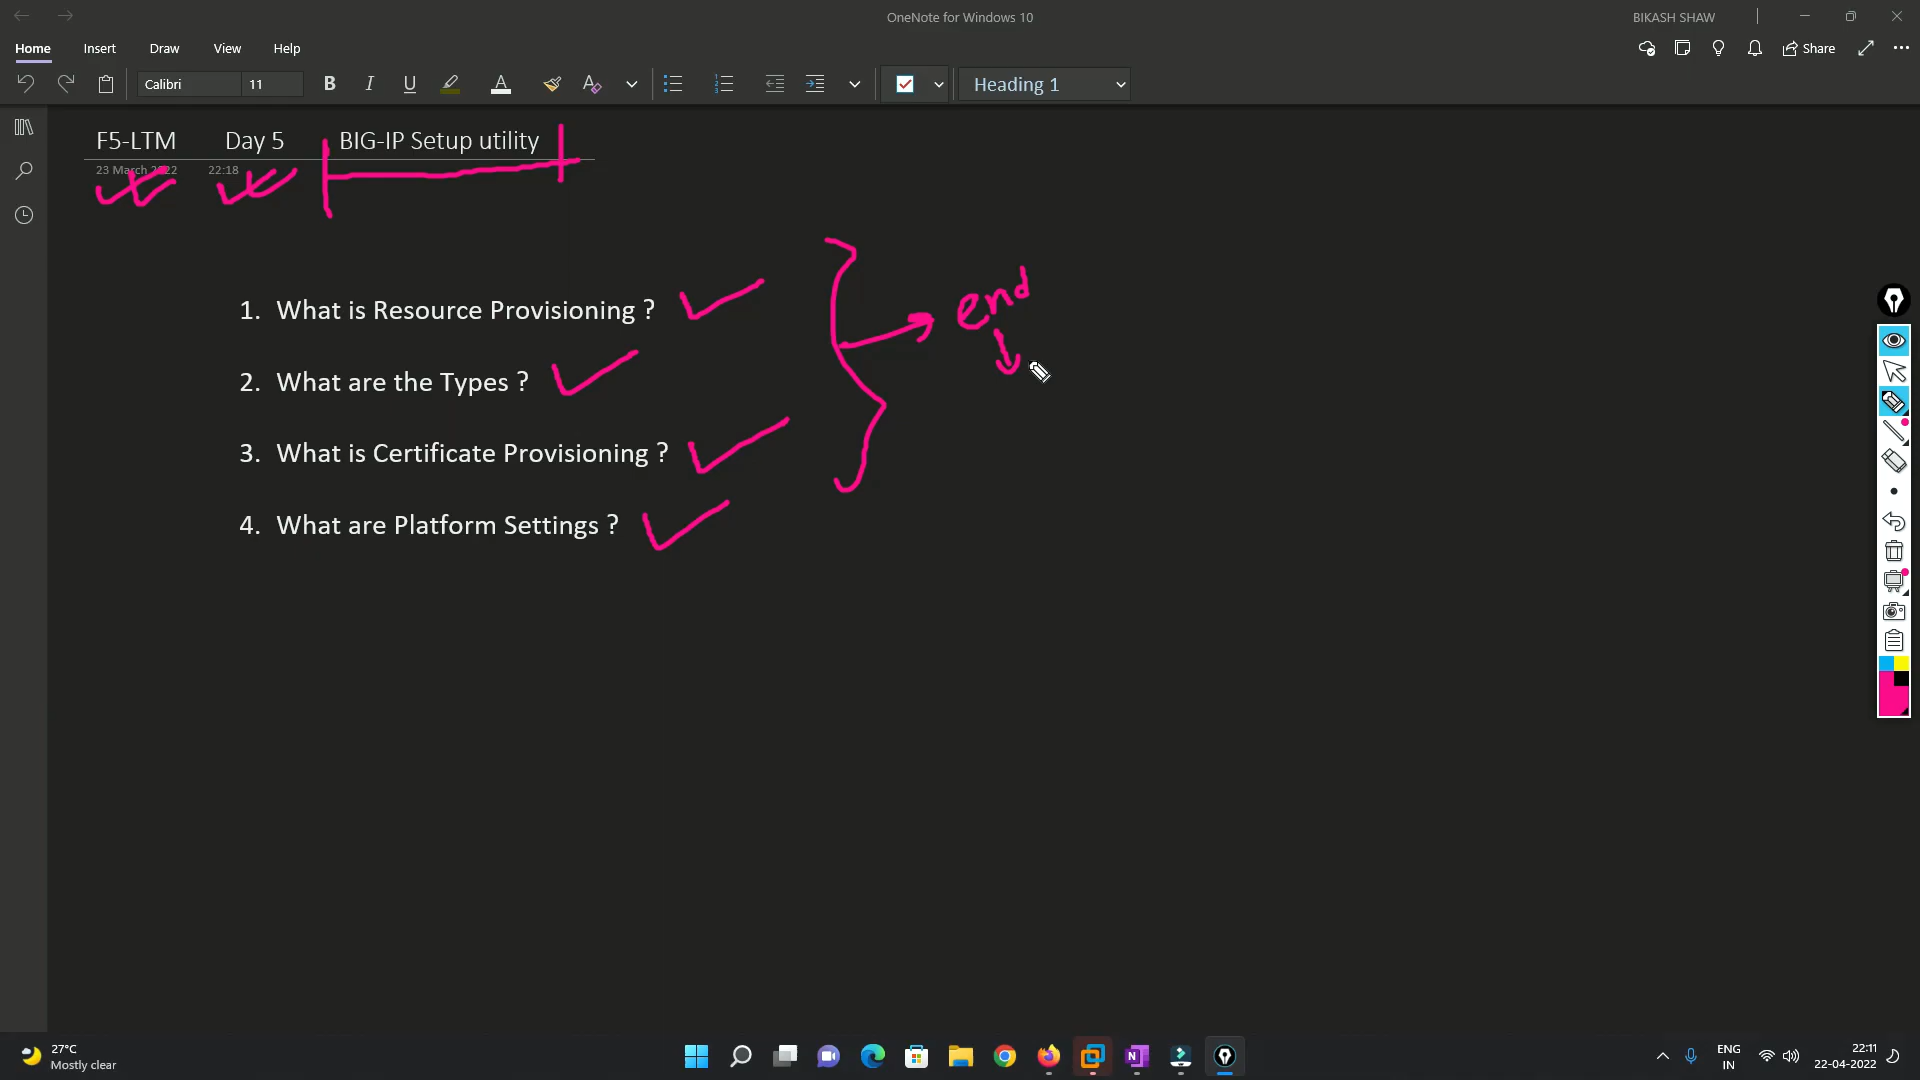 OneNote for Windows 10
BIKASH SHAW
Home Insert Draw View Help
Share
Calibri 11 B I U A A Heading 1
F5-LTM Day 5 BIG-IP Setup utility
23 March 2022 22:18
1. What is Resource Provisioning ?
2. What are the Types ?
3. What is Certificate Provisioning ?
4. What are Platform Settings ?
end
27°C
Mostly clear
ENG
IN
22:11
22-04-2022